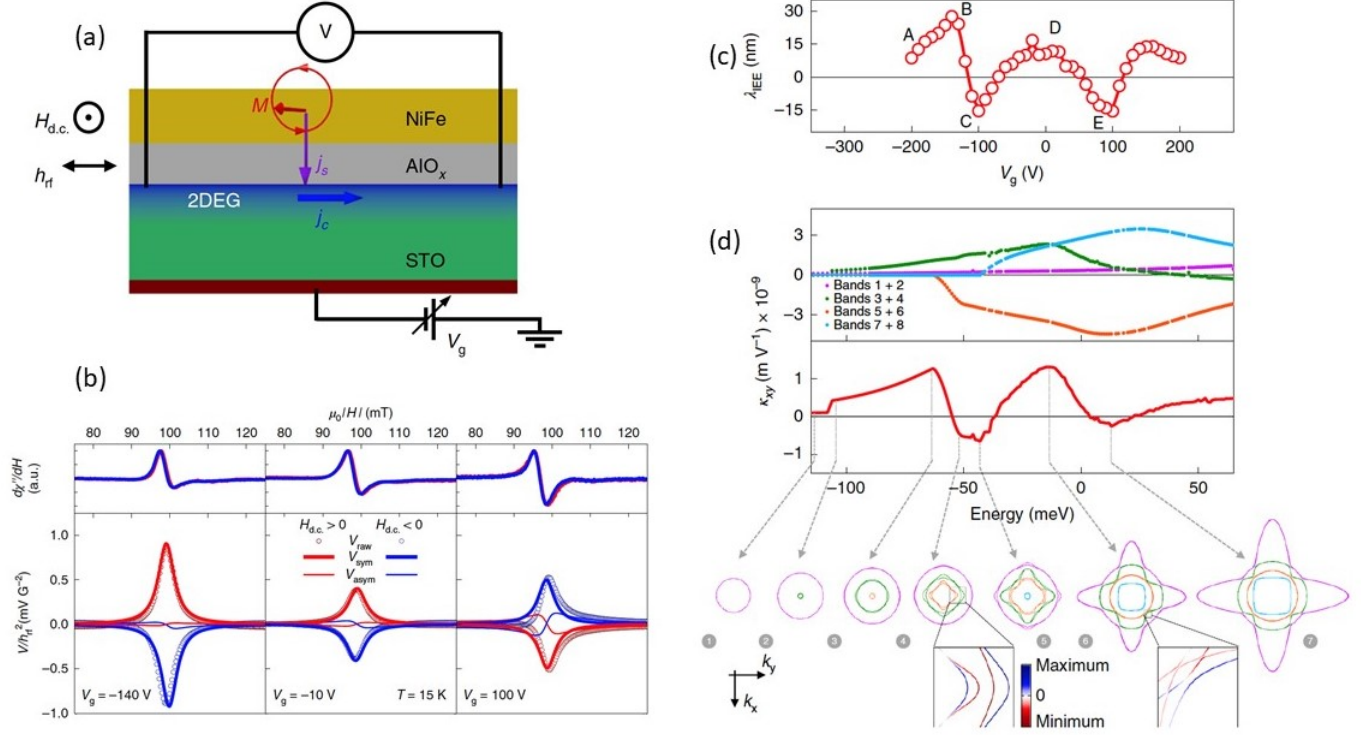 (a)
V
M
NiFe
H_d.c.
h_rf
j_s
AlO_x
2DEG
j_c
STO
V_g
(b)
μ₀/H/ (mT)
80 100 110 120 80 100 110 120 80 100 110 120
dχ″/dH
(a.u.)
H_d.c. > 0 H_d.c. < 0
V_raw
V_sym
V_asym
V/h_rf² (mV G⁻²)
1.0
0.5
0.0
−0.5
−1.0
V_g = −140 V V_g = −10 V T = 15 K V_g = 100 V
(c)
λ_IEE (nm)
30
15
0
−15
A
B
C
D
E
−300 −200 −100 0 100 200
V_g (V)
(d)
κ_xy (m V⁻¹) × 10⁻⁹
3
0
−3
Bands 1 + 2
Bands 3 + 4
Bands 5 + 6
Bands 7 + 8
1
0
−1
−100 −50 0 50
Energy (meV)
1 2 3 4 5 6 7
k_y
k_x
Maximum
0
Minimum